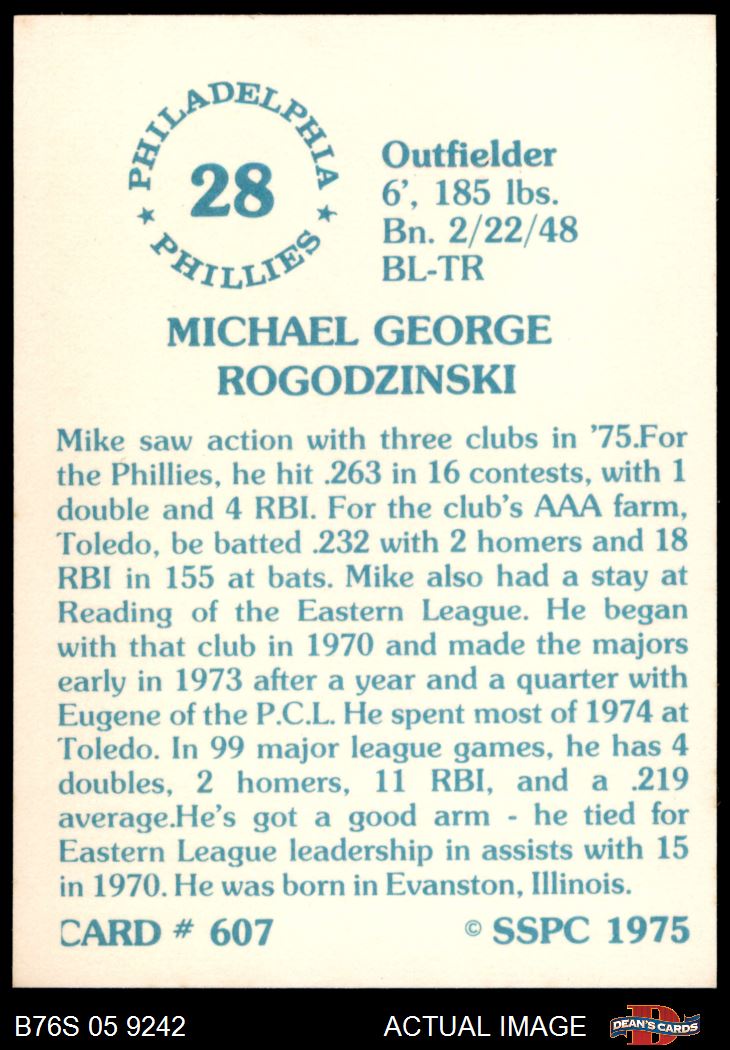 PHILADELPHIA
28
PHILLIES
Outfielder
6', 185 lbs.
Bn. 2/22/48
BL-TR
MICHAEL GEORGE
ROGODZINSKI
Mike saw action with three clubs in '75.For
the Phillies, he hit .263 in 16 contests, with 1
double and 4 RBI. For the club's AAA farm,
Toledo, be batted .232 with 2 homers and 18
RBI in 155 at bats. Mike also had a stay at
Reading of the Eastern League. He began
with that club in 1970 and made the majors
early in 1973 after a year and a quarter with
Eugene of the P.C.L. He spent most of 1974 at
Toledo. In 99 major league games, he has 4
doubles, 2 homers, 11 RBI, and a .219
average.He's got a good arm - he tied for
Eastern League leadership in assists with 15
in 1970. He was born in Evanston, Illinois.
CARD # 607 © SSPC 1975
B76S 05 9242 ACTUAL IMAGE D DEAN'S CARDS